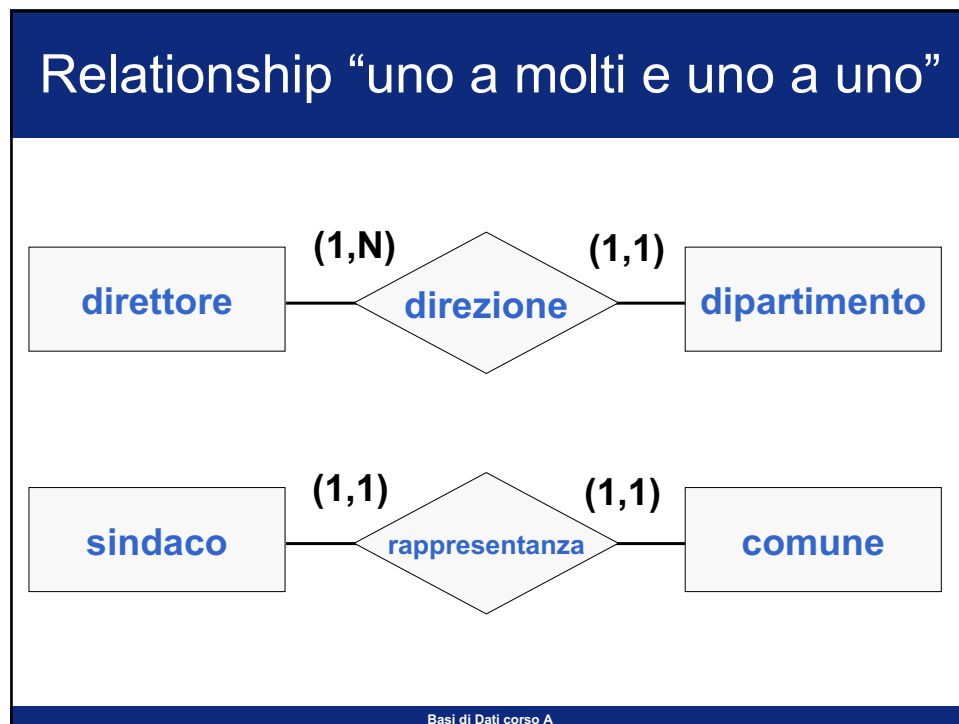 Relationship “uno a molti e uno a uno”
(1,N) (1,1)
direttore direzione dipartimento
(1,1) (1,1)
sindaco rappresentanza comune
Basi di Dati corso A